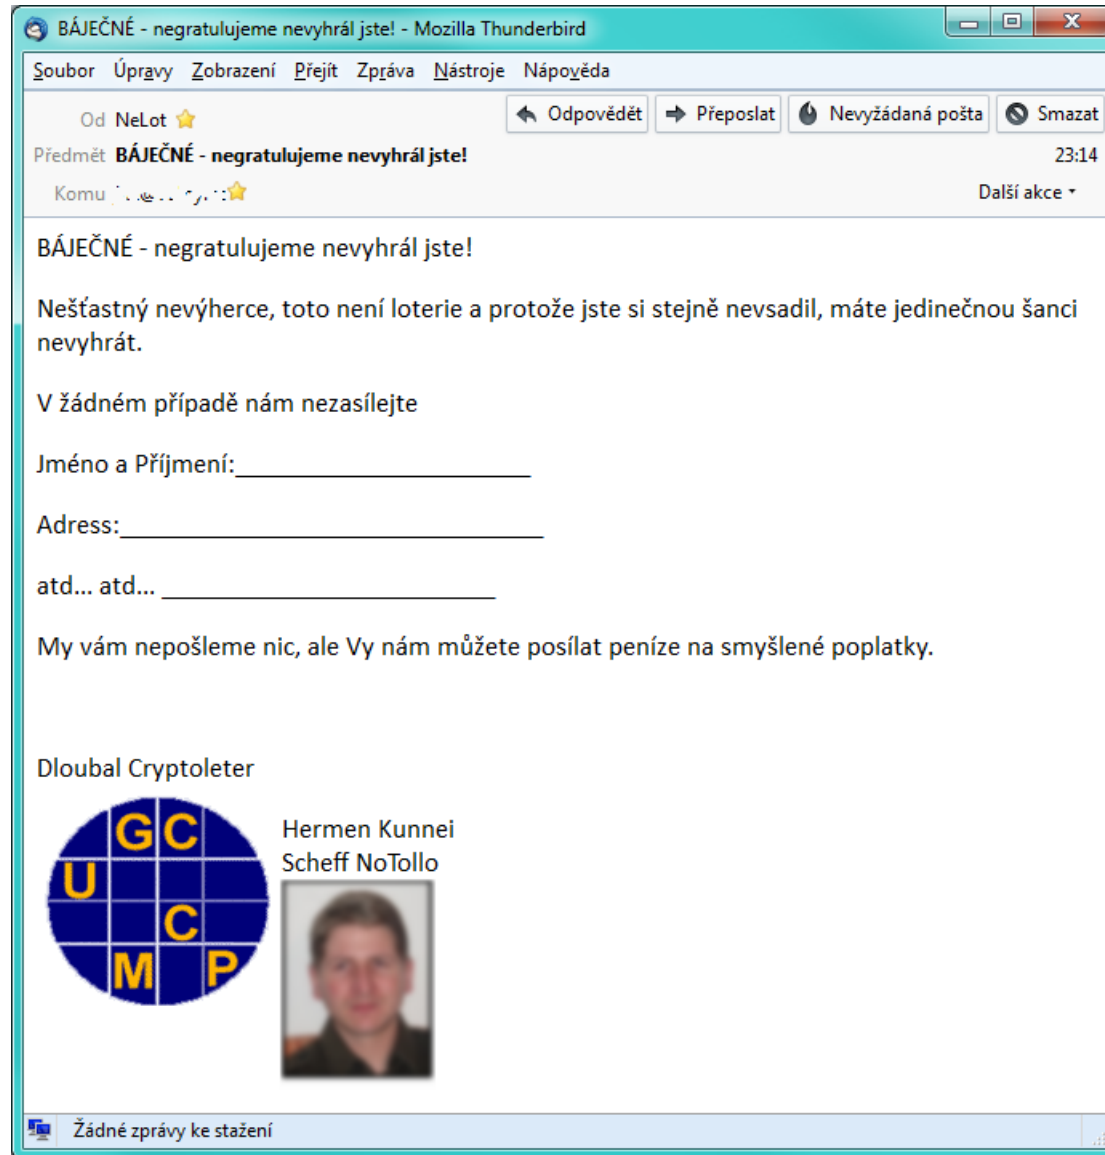 BÁJEČNÉ - negratulujeme nevyhrál jste! - Mozilla Thunderbird
Soubor Úpravy Zobrazení Přejít Zpráva Nástroje Nápověda
Od NeLot
Odpovědět Přeposlat Nevyžádaná pošta Smazat
Předmět BÁJEČNÉ - negratulujeme nevyhrál jste! 23:14
Komu
Další akce
BÁJEČNÉ - negratulujeme nevyhrál jste!
Nešťastný nevýherce, toto není loterie a protože jste si stejně nevsadil, máte jedinečnou šanci
nevyhrát.
V žádném případě nám nezasílejte
Jméno a Příjmení:_______________________
Adress:_________________________________
atd... atd... __________________________
My vám nepošleme nic, ale Vy nám můžete posílat peníze na smyšlené poplatky.
Dloubal Cryptoleter
G C
U
C
M P
Hermen Kunnei
Scheff NoTollo
Žádné zprávy ke stažení